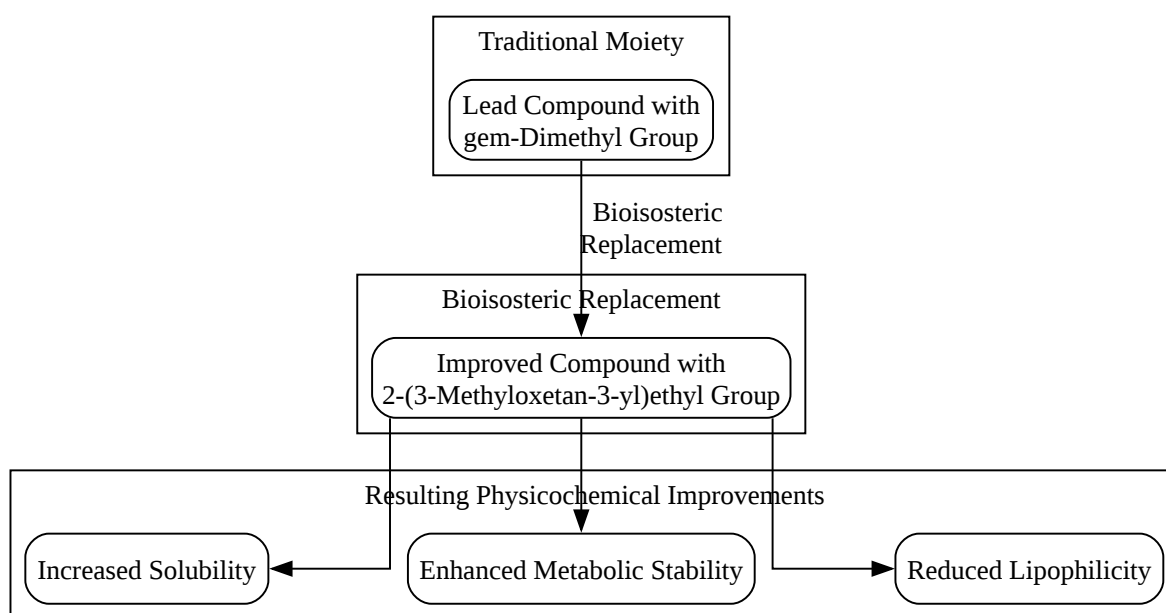 Traditional Moiety
Lead Compound with
gem-Dimethyl Group
Bioisosteric
Replacement
Bioisosteric Replacement
Improved Compound with
2-(3-Methyloxetan-3-yl)ethyl Group
Resulting Physicochemical Improvements
Increased Solubility
Enhanced Metabolic Stability
Reduced Lipophilicity